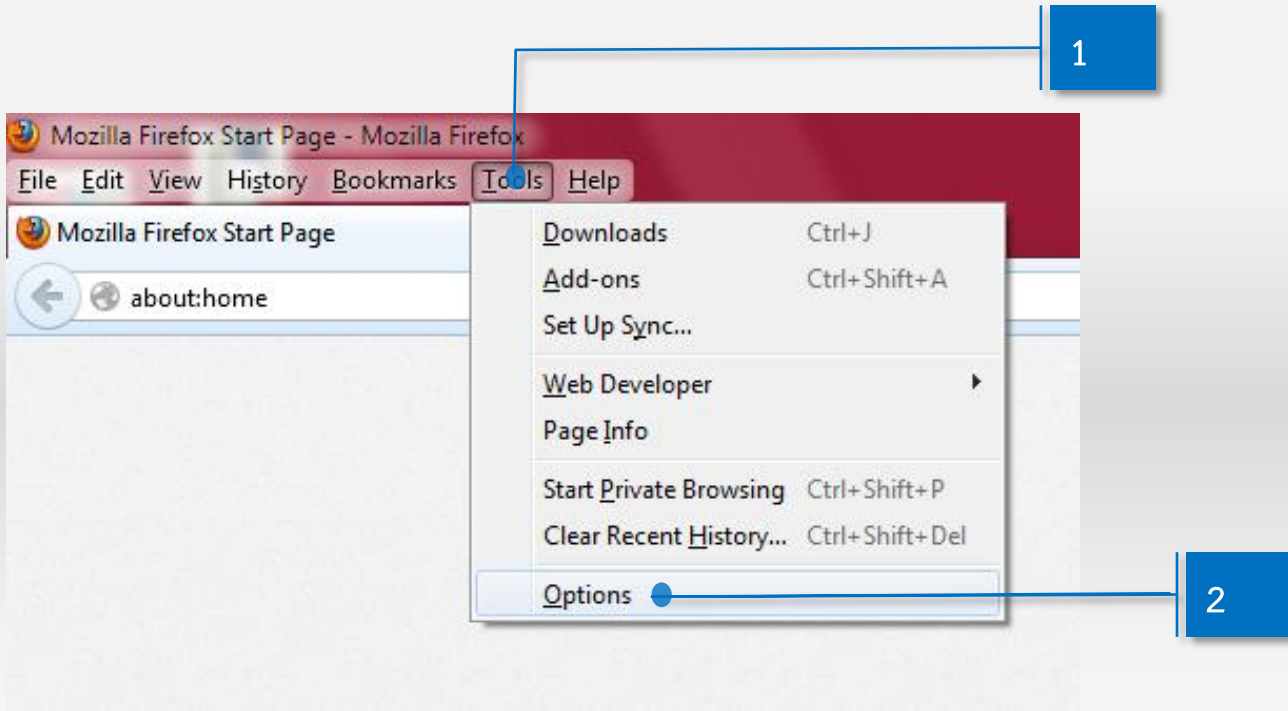 1
Mozilla Firefox Start Page - Mozilla Firefox
File Edit View History Bookmarks Tools Help
Mozilla Firefox Start Page
about:home
Downloads Ctrl+J
Add-ons Ctrl+Shift+A
Set Up Sync...
Web Developer
Page Info
Start Private Browsing Ctrl+Shift+P
Clear Recent History... Ctrl+Shift+Del
Options
2